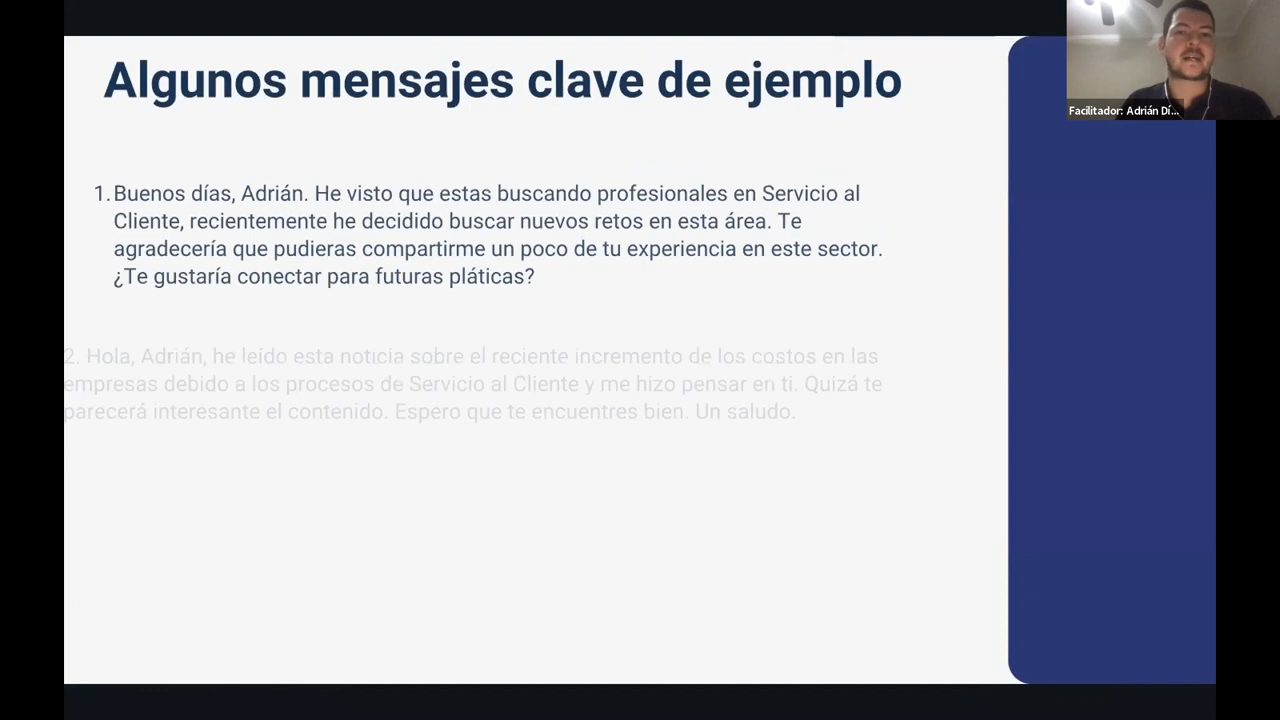 Algunos mensajes clave de ejemplo
1. Buenos días, Adrián. He visto que estas buscando profesionales en Servicio al
Cliente, recientemente he decidido buscar nuevos retos en esta área. Te
agradecería que pudieras compartirme un poco de tu experiencia en este sector.
¿Te gustaría conectar para futuras pláticas?
2. Hola, Adrián, he leído esta noticia sobre el reciente incremento de los costos en las
empresas debido a los procesos de Servicio al Cliente y me hizo pensar en ti. Quizá te
parecerá interesante el contenido. Espero que te encuentres bien. Un saludo.
Facilitador: Adrián Dí...